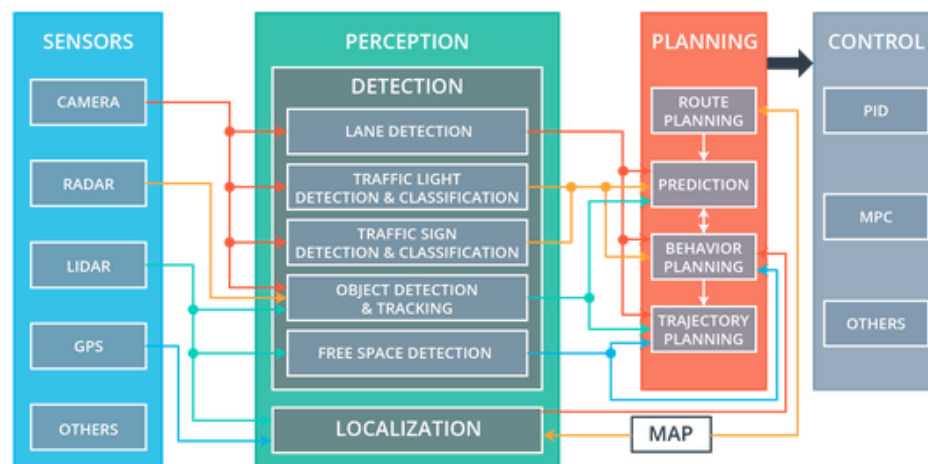 SENSORS
CAMERA
RADAR
LIDAR
GPS
OTHERS
PERCEPTION
DETECTION
LANE DETECTION
TRAFFIC LIGHT
DETECTION & CLASSIFICATION
TRAFFIC SIGN
DETECTION & CLASSIFICATION
OBJECT DETECTION
& TRACKING
FREE SPACE DETECTION
LOCALIZATION
PLANNING
ROUTE
PLANNING
PREDICTION
BEHAVIOR
PLANNING
TRAJECTORY
PLANNING
MAP
CONTROL
PID
MPC
OTHERS